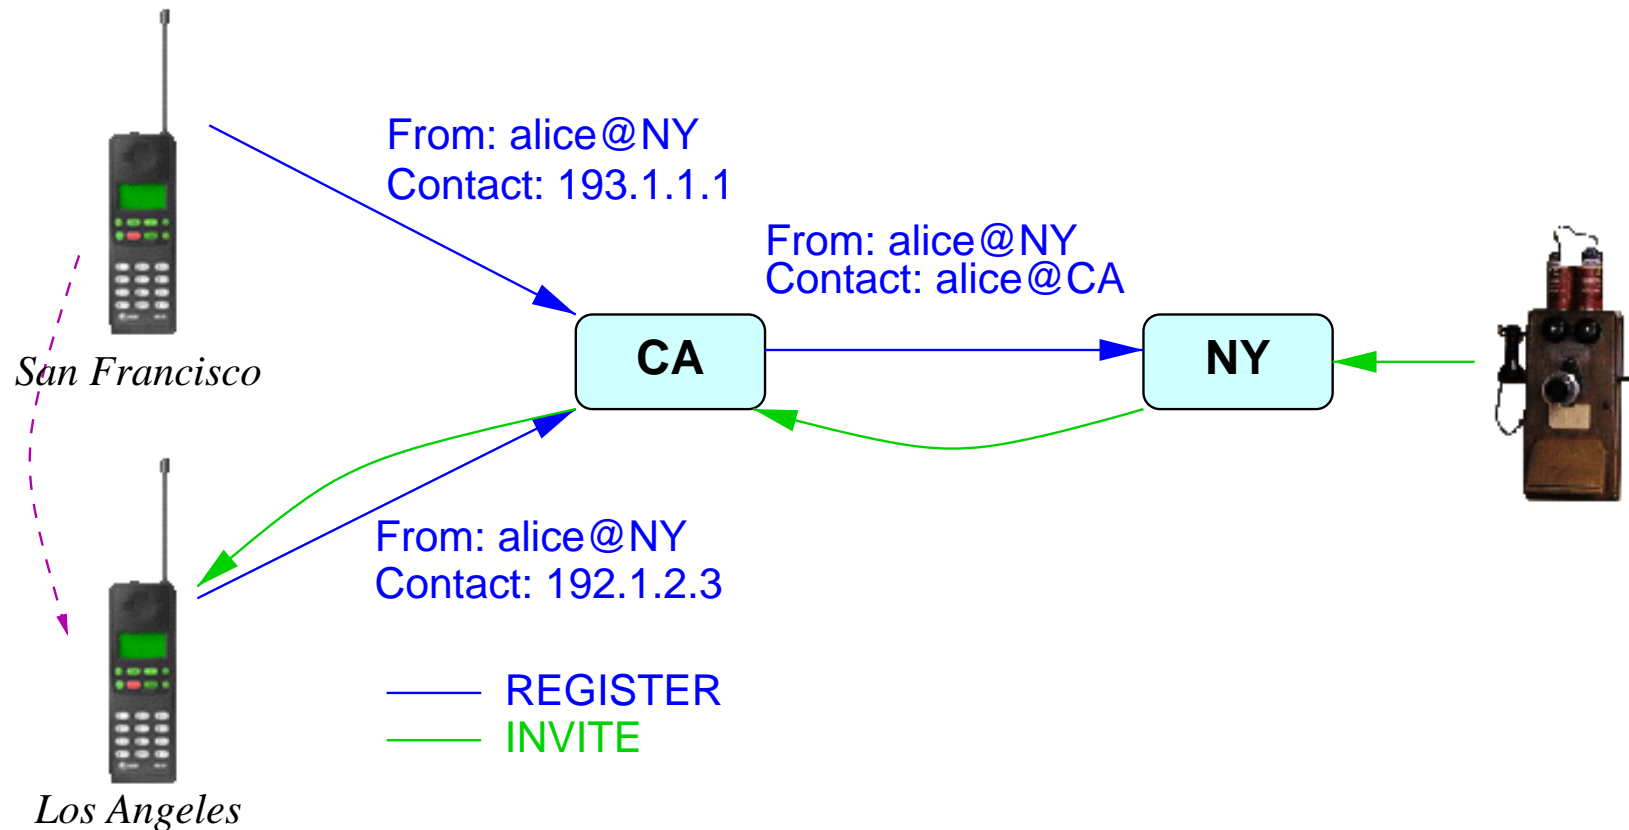 From: alice@NY
Contact: 193.1.1.1
From: alice@NY
Contact: alice@CA
CA
NY
San Francisco
From: alice@NY
Contact: 192.1.2.3
REGISTER
INVITE
Los Angeles